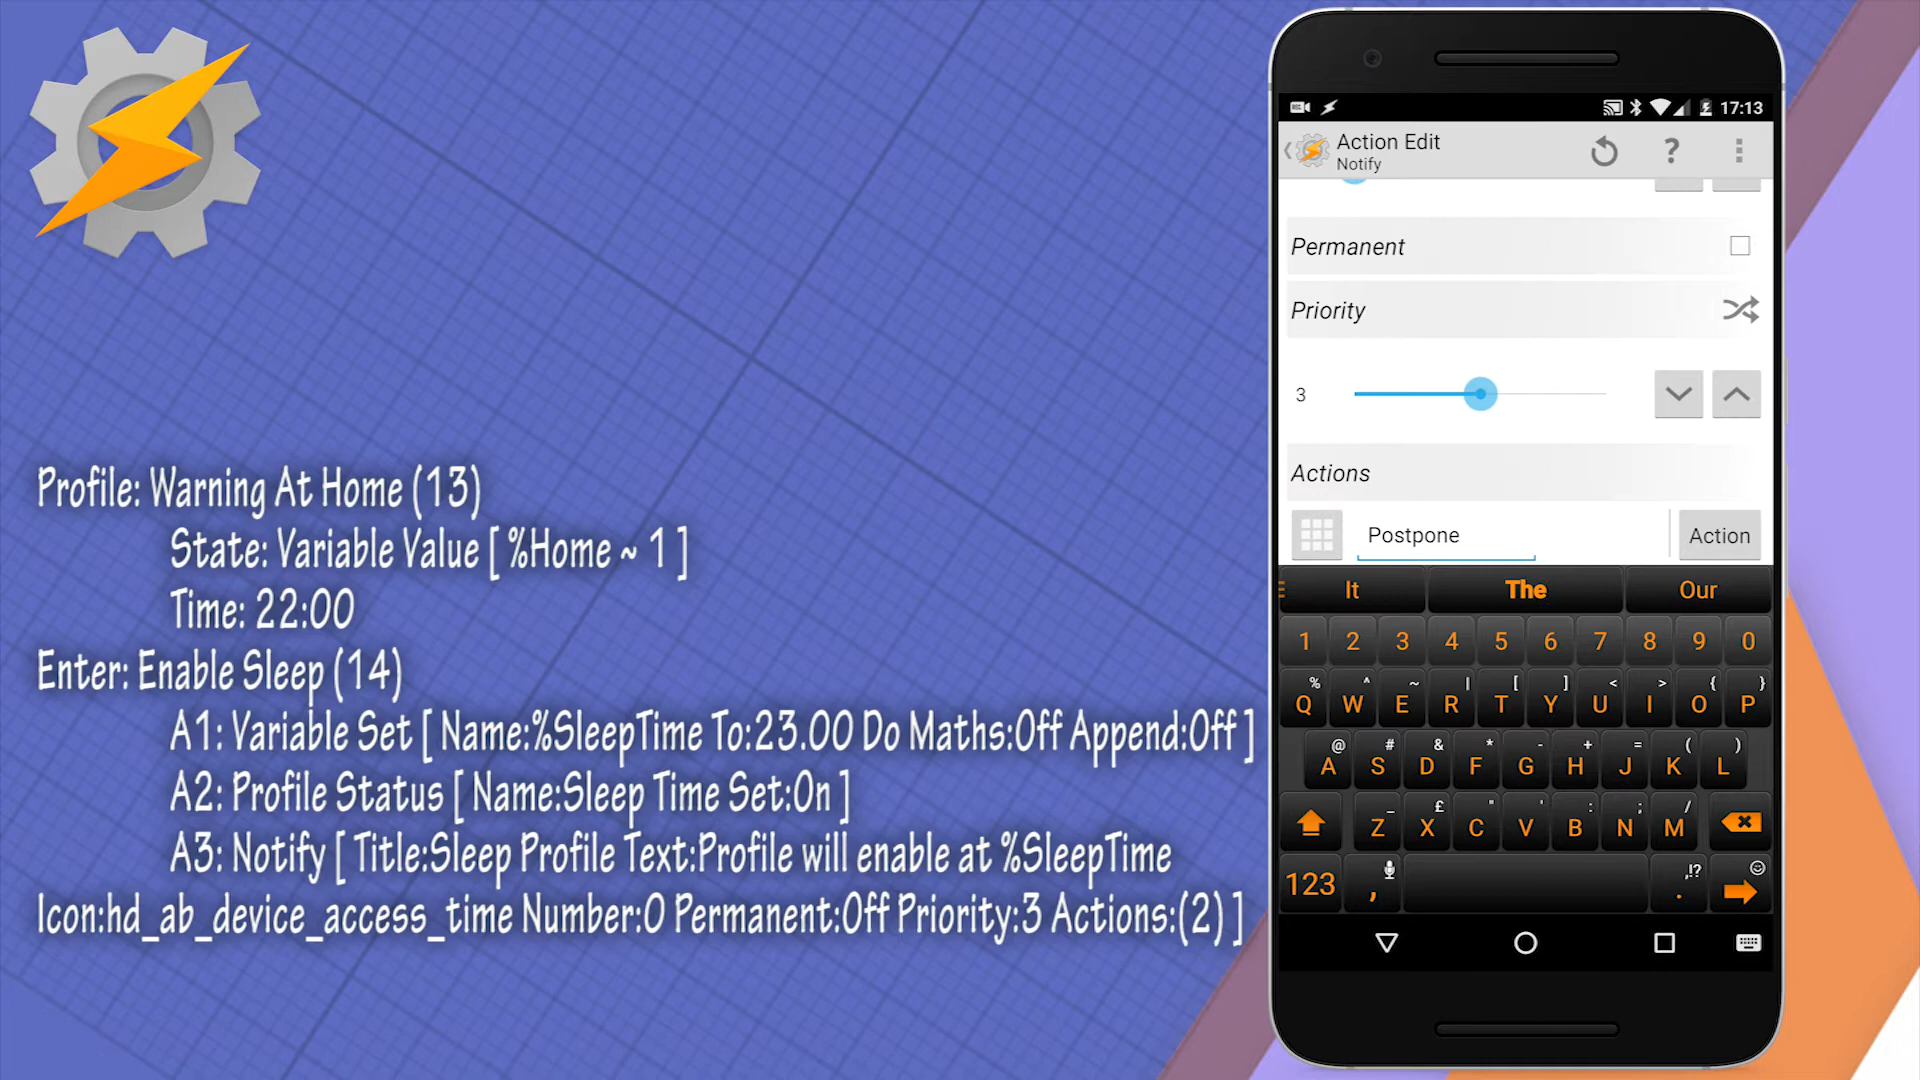 Profile: Warning At Home (13)
State: Variable Value [ %Home ~ 1 ]
Time: 22:00
Enter: Enable Sleep (14)
A1: Variable Set [ Name:%SleepTime To:23.00 Do Maths:Off Append:Off ]
A2: Profile Status [ Name:Sleep Time Set:On ]
A3: Notify [ Title:Sleep Profile Text:Profile will enable at %SleepTime
Icon:hd_ab_device_access_time Number:0 Permanent:Off Priority:3 Actions:(2) ]
17:13
Action Edit
Notify
?
Permanent
Priority
3
Actions
Postpone Action
It The Our
1 2 3 4 5 6 7 8 9 0
% ^ ~ | [ ] < > { }
Q W E R T Y U I O P
@ # & * - + = ( )
A S D F G H J K L
_ £ " ' : ; /
Z X C V B N M
,!?
123 , .